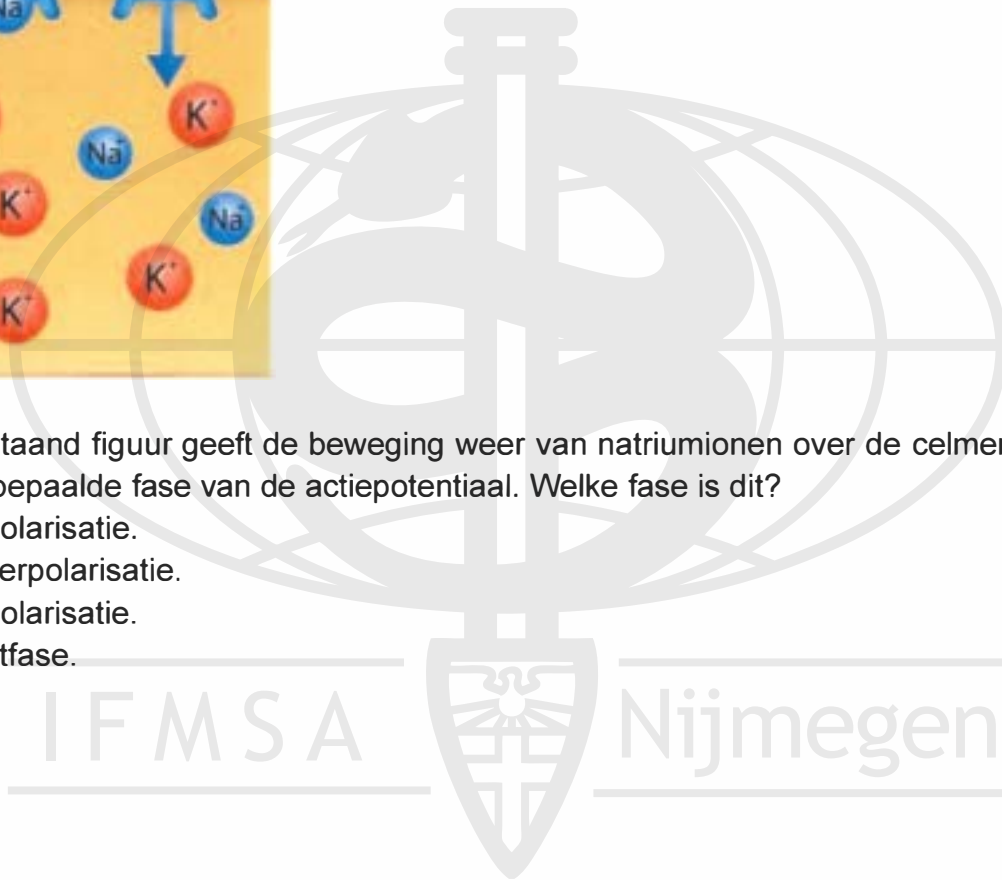 Na
K⁺
Na⁺
K⁺
Na⁺
K⁺
K⁺
taand figuur geeft de beweging weer van natriumionen over de celmer
bepaalde fase van de actiepotentiaal. Welke fase is dit?
olarisatie.
erpolarisatie.
olarisatie.
tfase.
IFMSA Nijmegen